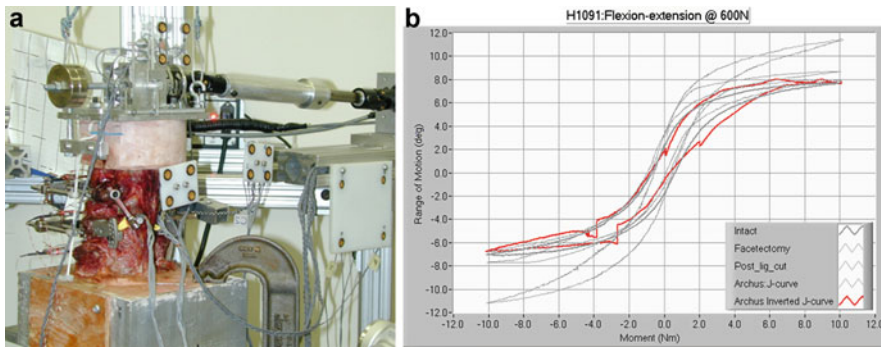 a
b
H1091:Flexion-extension @ 600N
Range of Motion (deg)
12.0
10.0
8.0
6.0
4.0
2.0
0.0
-2.0
-4.0
-6.0
-8.0
-10.0
-12.0
-12.0 -10.0 -8.0 -6.0 -4.0 -2.0 0.0 2.0 4.0 6.0 8.0 10.0 12.0
Moment (Nm)
Intact
Facetectomy
Post_lig_cut
Archus:J-curve
Archus Inverted J-curve